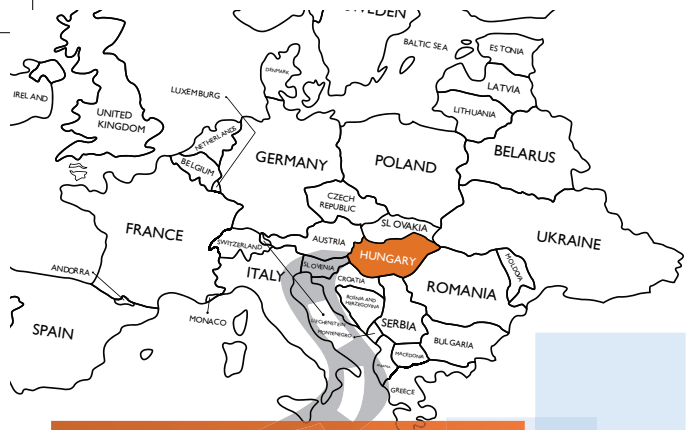 SWEDEN
BALTIC SEA
ESTONIA
DENMARK
LATVIA
LUXEMBURG
IRELAND
LITHUANIA
UNITED
KINGDOM
NETHERLANDS
BELARUS
GERMANY
POLAND
BELGIUM
CZECH
REPUBLIC
SLOVAKIA
FRANCE
UKRAINE
AUSTRIA
SWITZERLAND
HUNGARY
SLOVENIA
MOLDOVA
ANDORRA
ITALY
CROATIA
ROMANIA
BOSNIA AND
HERZEGOVINA
MONACO
LIECHENSTEIN
SERBIA
SPAIN
MONTENEGRO
BULGARIA
MACEDONIA
GREECE